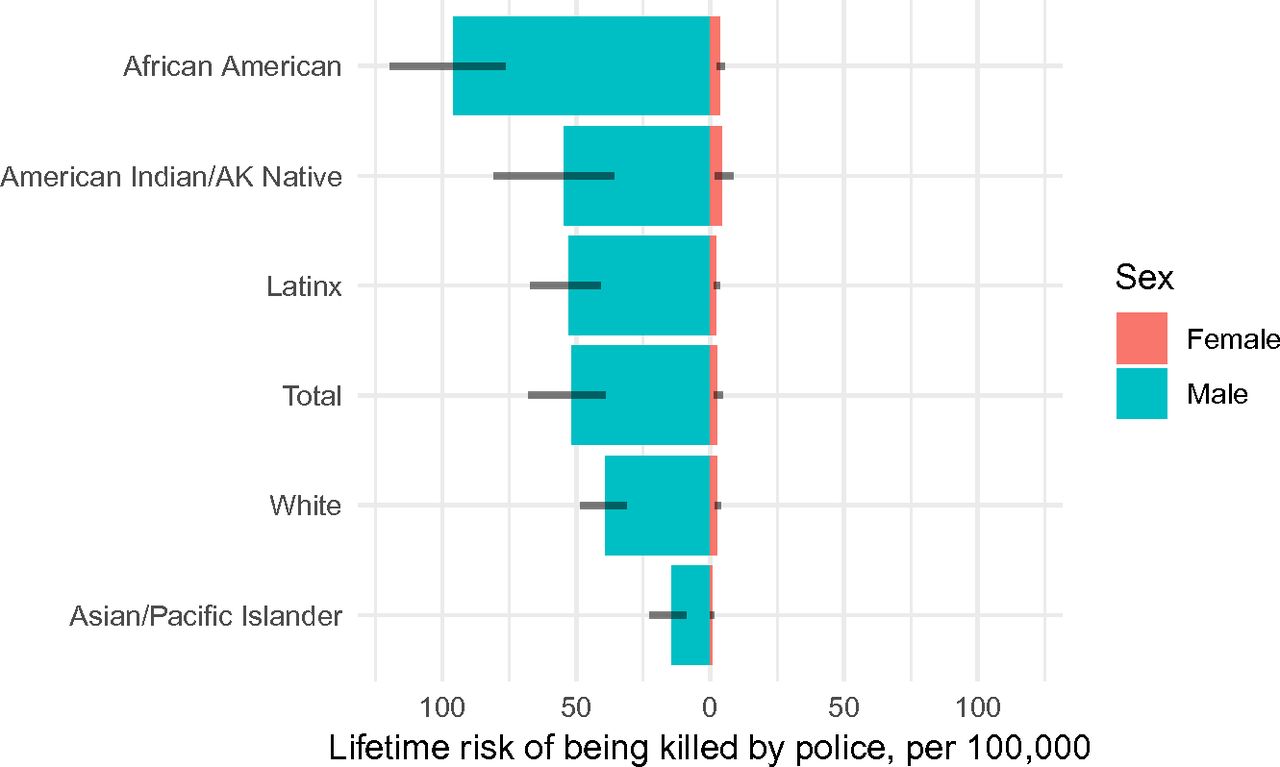 African American
American Indian/AK Native
Latinx
Total
White
Asian/Pacific Islander
100 50 0 50 100
Lifetime risk of being killed by police, per 100,000
Sex
Female
Male